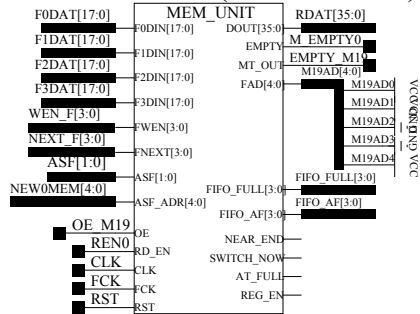 MEM_UNIT
F0DAT[17:0]
F0DIN[17:0]
F1DAT[17:0]
F1DIN[17:0]
F2DAT[17:0]
F2DIN[17:0]
F3DAT[17:0]
F3DIN[17:0]
WEN_F[3:0]
FWEN[3:0]
NEXT_F[3:0]
FNEXT[3:0]
ASF[1:0]
ASF[1:0]
NEW0MEM[4:0]
ASF_ADR[4:0]
OE_M19
OE
REN0
RD_EN
CLK
CLK
FCK
FCK
RST
RST
RDAT[35:0]
DOUT[35:0]
M_EMPTY0
EMPTY
EMPTY_M19
MT_OUT
M19AD[4:0]
FAD[4:0]
M19AD0
M19AD1
M19AD2
M19AD3
M19AD4
VCC
GND
VCC
FIFO_FULL[3:0]
FIFO_FULL[3:0]
FIFO_AF[3:0]
FIFO_AF[3:0]
NEAR_END
SWITCH_NOW
AT_FULL
REG_EN